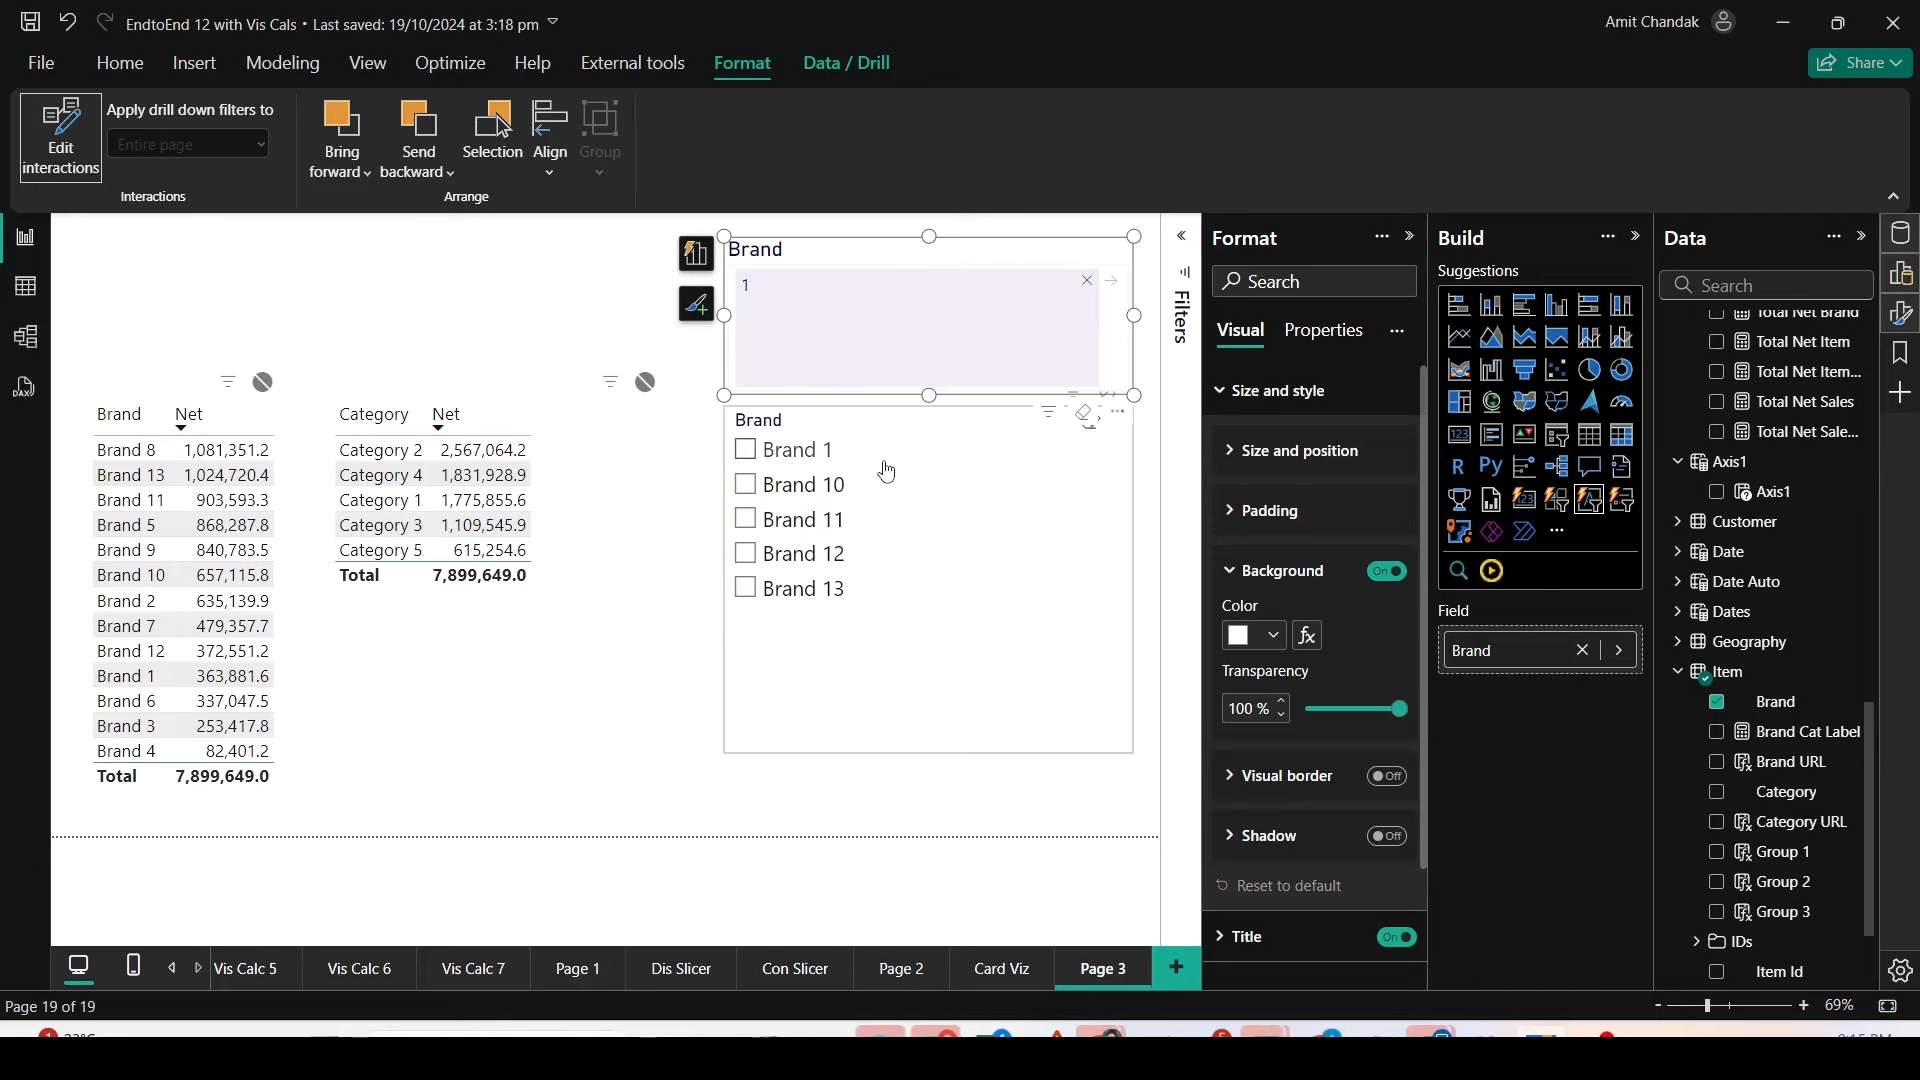 EndtoEnd 12 with Vis Cals • Last saved: 19/10/2024 at 3:18 pm
Amit Chandak
File Home Insert Modeling View Optimize Help External tools Format Data / Drill
Share
Edit interactions
Apply drill down filters to
Entire page
Interactions
Bring forward
Send backward
Selection
Align
Group
Arrange
Brand
1
Brand
Brand 1
Brand 10
Brand 11
Brand 12
Brand 13
Brand Net
Brand 8 1,081,351.2
Brand 13 1,024,720.4
Brand 11 903,593.3
Brand 5 868,287.8
Brand 9 840,783.5
Brand 10 657,115.8
Brand 2 635,139.9
Brand 7 479,357.7
Brand 12 372,551.2
Brand 1 363,881.6
Brand 6 337,047.5
Brand 3 253,417.8
Brand 4 82,401.2
Total 7,899,649.0
Category Net
Category 2 2,567,064.2
Category 4 1,831,928.9
Category 1 1,775,855.6
Category 3 1,109,545.9
Category 5 615,254.6
Total 7,899,649.0
Filters
Format
Search
Visual Properties
Size and style
Size and position
Padding
Background On
Color
fx
Transparency
100 %
Visual border Off
Shadow Off
Reset to default
Title On
Build
Suggestions
R Py
123
Field
Brand
Data
Search
Total Net Brand
Total Net Item
Total Net Item...
Total Net Sales
Total Net Sale...
Axis1
Axis1
Customer
Date
Date Auto
Dates
Geography
Item
Brand
Brand Cat Label
Brand URL
Category
Category URL
Group 1
Group 2
Group 3
IDs
Item Id
DAX
Vis Calc 5 Vis Calc 6 Vis Calc 7 Page 1 Dis Slicer Con Slicer Page 2 Card Viz Page 3
Page 19 of 19
69%